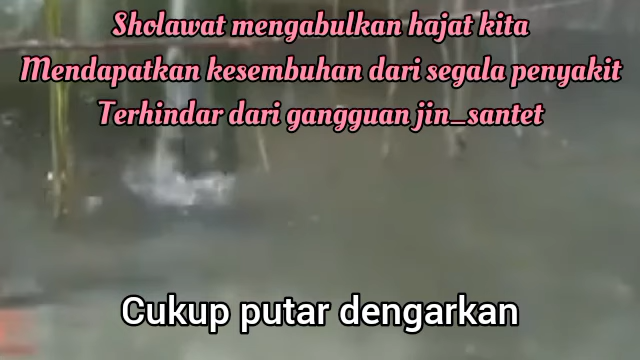 Sholawat mengabulkan hajat kita
Mendapatkan kesembuhan dari segala penyakit
Terhindar dari gangguan jin_santet
Cukup putar dengarkan